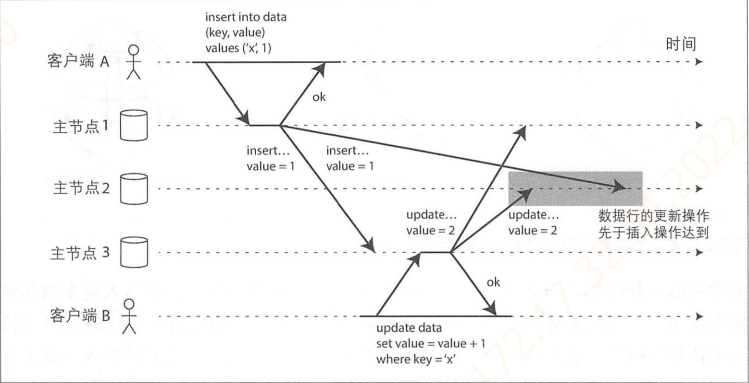 insert into data
(key, value)
values ('x', 1)
时间
客户端 A
ok
主节点1
insert…
value = 1
insert…
value = 1
主节点2
update…
value = 2
update…
value = 2
数据行的更新操作
先于插入操作达到
主节点 3
ok
客户端 B
update data
set value = value + 1
where key = 'x'